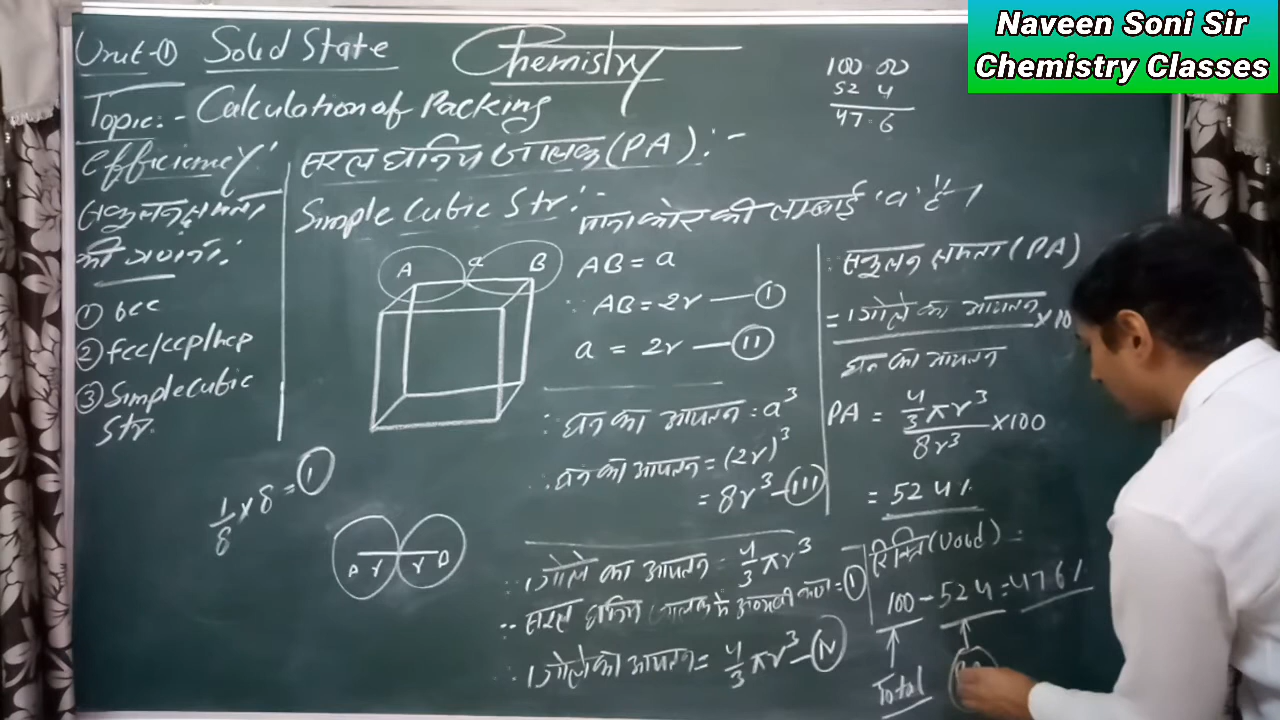 Naveen Soni Sir
Chemistry Classes
Unit-① Solid State
Chemistry
Topic:- Calculation of Packing
efficiency:
संकुलन क्षमता
की गणना:
① bcc
② fcc/ccp/hcp
③ Simple cubic
Str.
100.00
52.4
47.6
सरल घनीय जालक (PA):-
Simple Cubic Str:-
माना कोर की लम्बाई 'a' है।
A a B
AB = a
∵ AB = 2r — Ⓘ
a = 2r — II
1/8 × 8 = ①
A r r B
∵ घन का आयतन = a³
∴ घन का आयतन = (2r)³
= 8r³ — III
∵ 1 गोले का आयतन = 4/3 πr³
∵ सरल घनीय जालक में अवयवी कण = ①
∴ 1 गोले का आयतन = 4/3 πr³ — IV
∵ संकुलन क्षमता (PA)
= 1 गोले का आयतन × 10
घन का आयतन
PA = 4/3 πr³ / 8r³ × 100
= 52.4%
रिक्ति (Void):
100 - 52.4 = 47.6%
Total